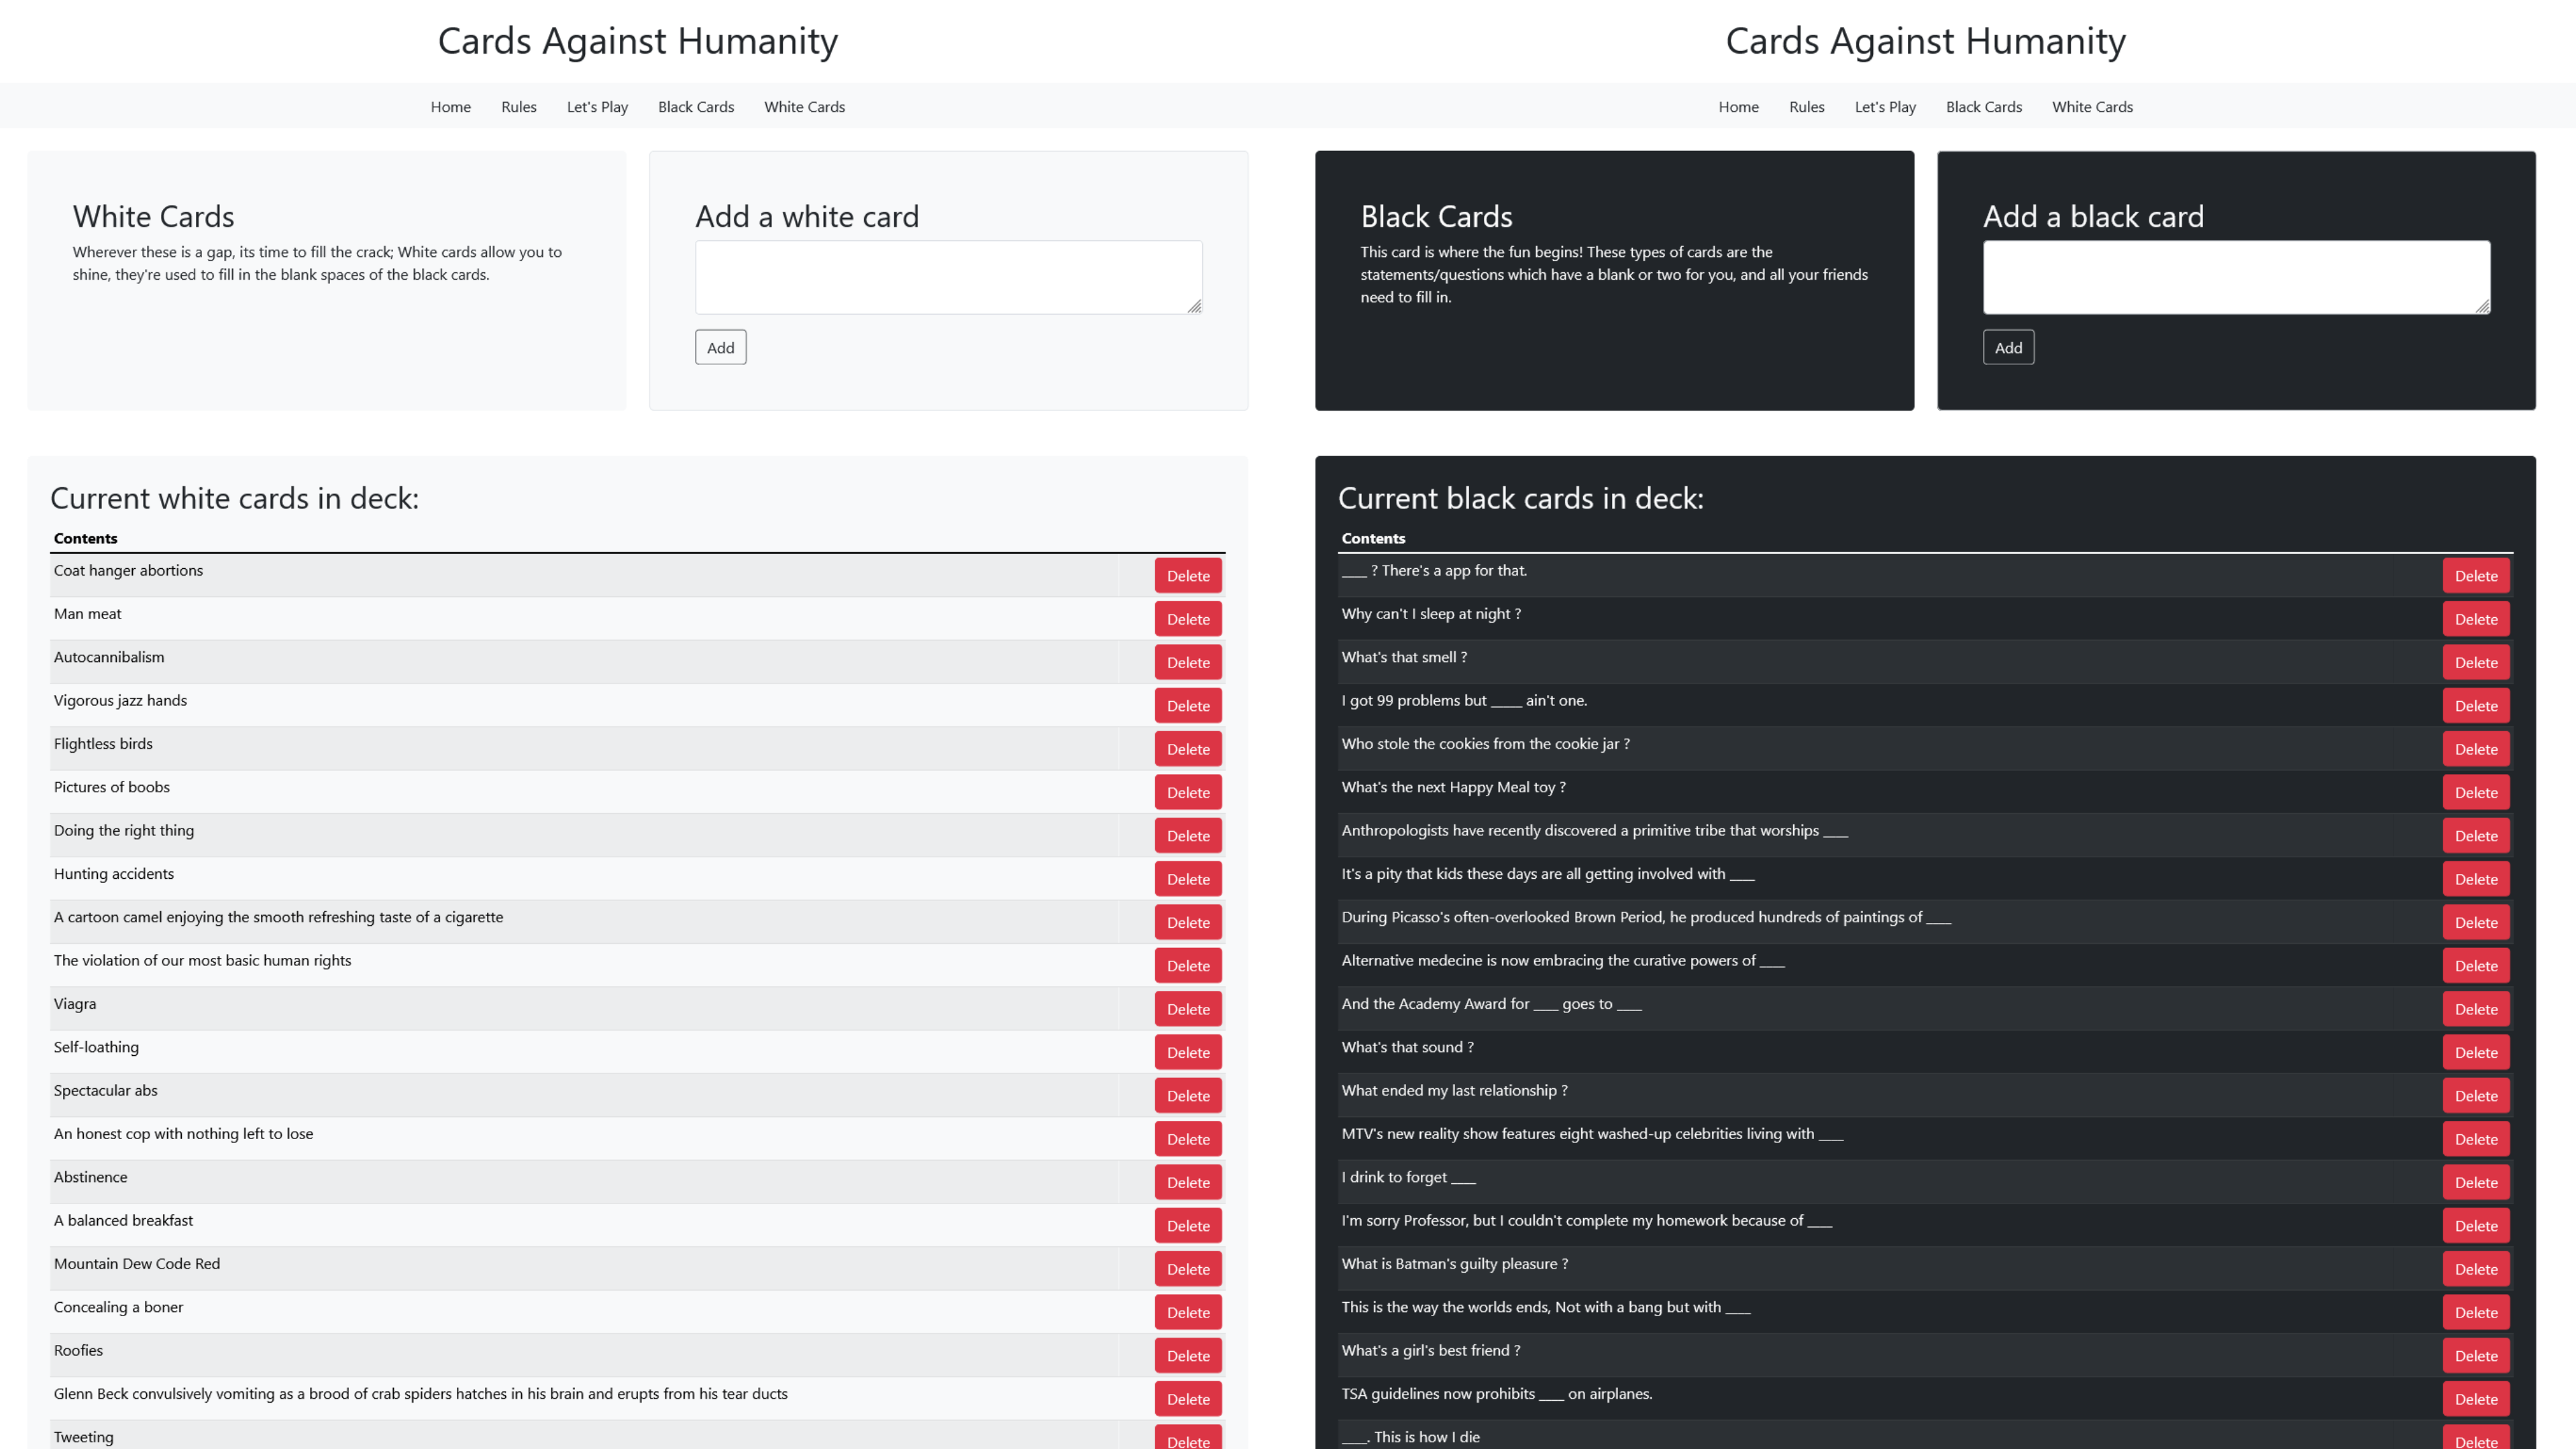 Cards Against Humanity
Home Rules Let's Play Black Cards White Cards
White Cards
Wherever these is a gap, its time to fill the crack; White cards allow you to
shine, they're used to fill in the blank spaces of the black cards.
Add a white card
Add
Current white cards in deck:
Contents
Coat hanger abortions Delete
Man meat Delete
Autocannibalism Delete
Vigorous jazz hands Delete
Flightless birds Delete
Pictures of boobs Delete
Doing the right thing Delete
Hunting accidents Delete
A cartoon camel enjoying the smooth refreshing taste of a cigarette Delete
The violation of our most basic human rights Delete
Viagra Delete
Self-loathing Delete
Spectacular abs Delete
An honest cop with nothing left to lose Delete
Abstinence Delete
A balanced breakfast Delete
Mountain Dew Code Red Delete
Concealing a boner Delete
Roofies Delete
Glenn Beck convulsively vomiting as a brood of crab spiders hatches in his brain and erupts from his tear ducts Delete
Tweeting Delete
Cards Against Humanity
Home Rules Let's Play Black Cards White Cards
Black Cards
This card is where the fun begins! These types of cards are the
statements/questions which have a blank or two for you, and all your friends
need to fill in.
Add a black card
Add
Current black cards in deck:
Contents
____ ? There's a app for that. Delete
Why can't I sleep at night ? Delete
What's that smell ? Delete
I got 99 problems but _____ ain't one. Delete
Who stole the cookies from the cookie jar ? Delete
What's the next Happy Meal toy ? Delete
Anthropologists have recently discovered a primitive tribe that worships ____ Delete
It's a pity that kids these days are all getting involved with ____ Delete
During Picasso's often-overlooked Brown Period, he produced hundreds of paintings of ____ Delete
Alternative medecine is now embracing the curative powers of ____ Delete
And the Academy Award for ____ goes to ____ Delete
What's that sound ? Delete
What ended my last relationship ? Delete
MTV's new reality show features eight washed-up celebrities living with ____ Delete
I drink to forget ____ Delete
I'm sorry Professor, but I couldn't complete my homework because of ____ Delete
What is Batman's guilty pleasure ? Delete
This is the way the worlds ends, Not with a bang but with ____ Delete
What's a girl's best friend ? Delete
TSA guidelines now prohibits ____ on airplanes. Delete
____. This is how I die Delete